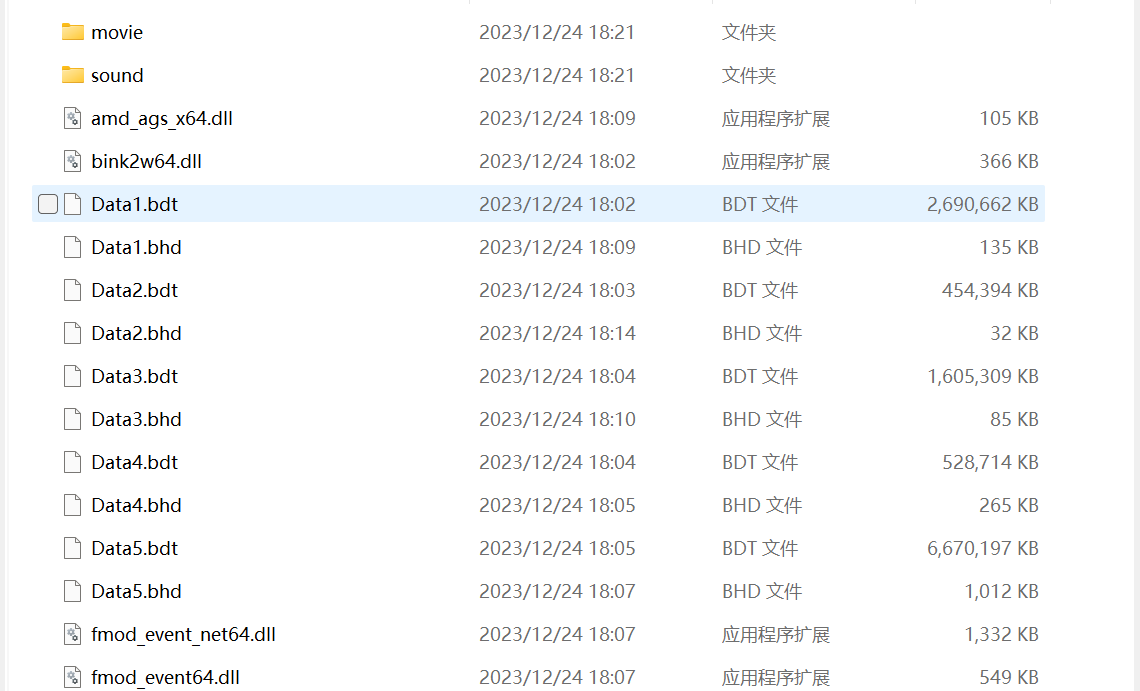 movie 2023/12/24 18:21 文件夹
sound 2023/12/24 18:21 文件夹
amd_ags_x64.dll 2023/12/24 18:09 应用程序扩展 105 KB
bink2w64.dll 2023/12/24 18:02 应用程序扩展 366 KB
Data1.bdt 2023/12/24 18:02 BDT 文件 2,690,662 KB
Data1.bhd 2023/12/24 18:09 BHD 文件 135 KB
Data2.bdt 2023/12/24 18:03 BDT 文件 454,394 KB
Data2.bhd 2023/12/24 18:14 BHD 文件 32 KB
Data3.bdt 2023/12/24 18:04 BDT 文件 1,605,309 KB
Data3.bhd 2023/12/24 18:10 BHD 文件 85 KB
Data4.bdt 2023/12/24 18:04 BDT 文件 528,714 KB
Data4.bhd 2023/12/24 18:05 BHD 文件 265 KB
Data5.bdt 2023/12/24 18:05 BDT 文件 6,670,197 KB
Data5.bhd 2023/12/24 18:07 BHD 文件 1,012 KB
fmod_event_net64.dll 2023/12/24 18:07 应用程序扩展 1,332 KB
fmod_event64.dll 2023/12/24 18:07 应用程序扩展 549 KB